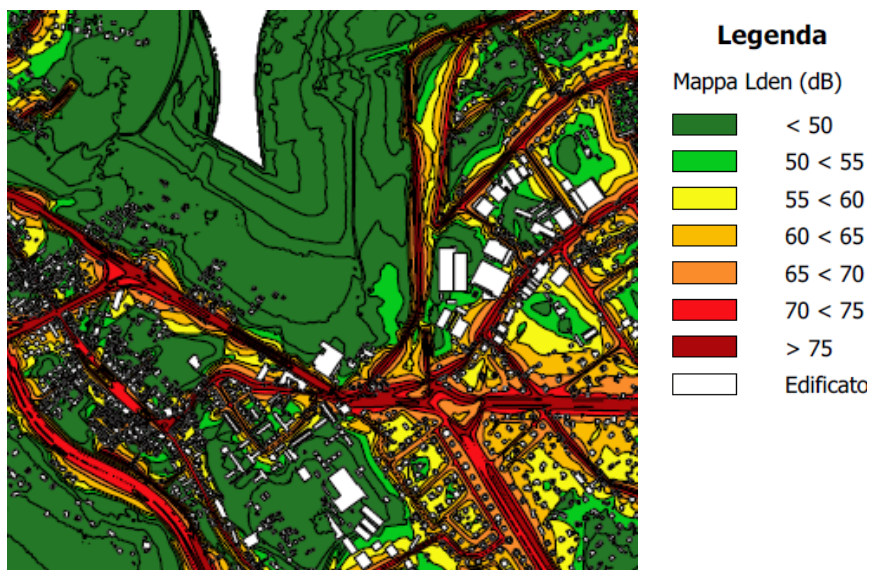 Legenda
Mappa Lden (dB)
< 50
50 < 55
55 < 60
60 < 65
65 < 70
70 < 75
> 75
Edificato